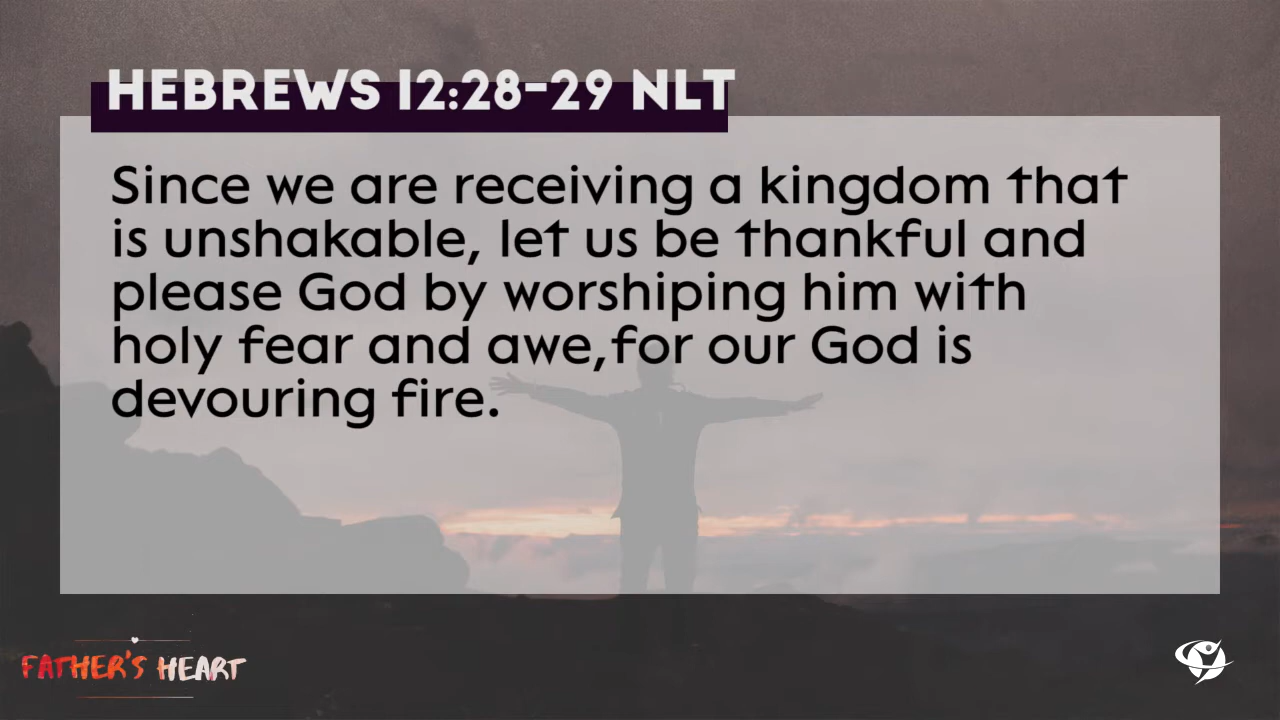 HEBREWS 12:28-29 NLT
Since we are receiving a kingdom that
is unshakable, let us be thankful and
please God by worshiping him with
holy fear and awe,for our God is
devouring fire.
FATHER'S HEART